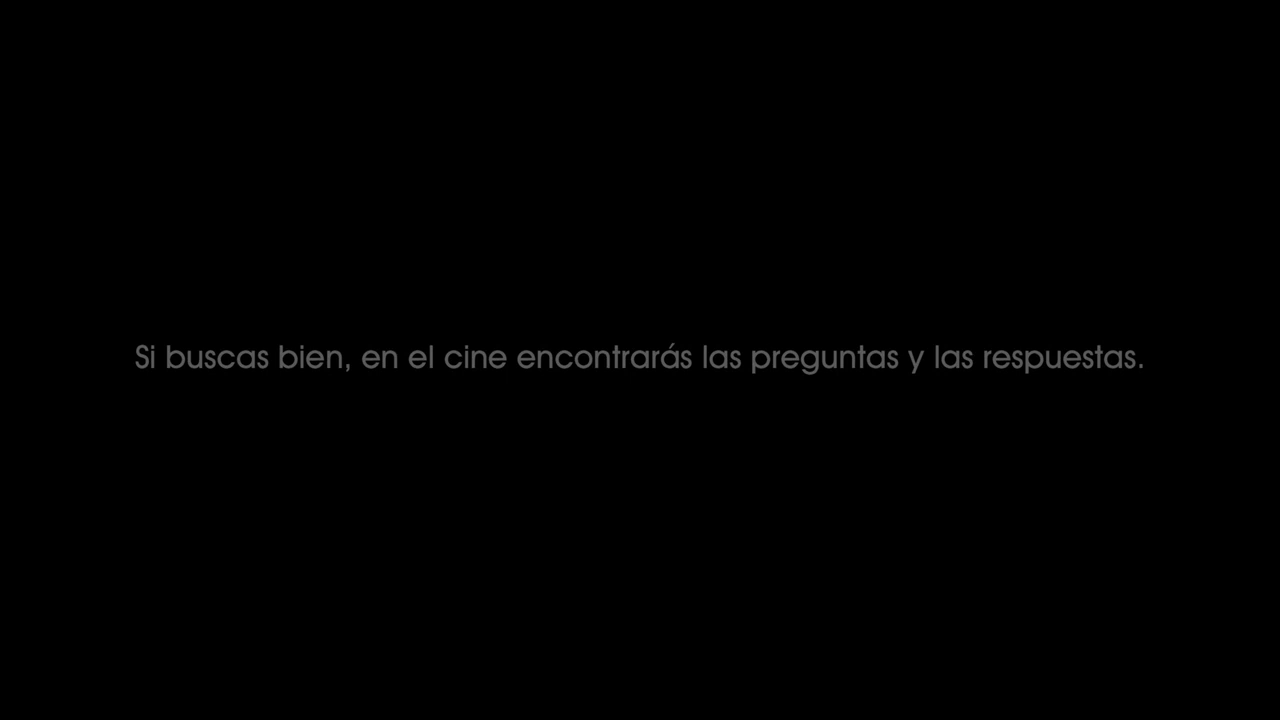 Si buscas bien, en el cine encontrarás las preguntas y las respuestas.